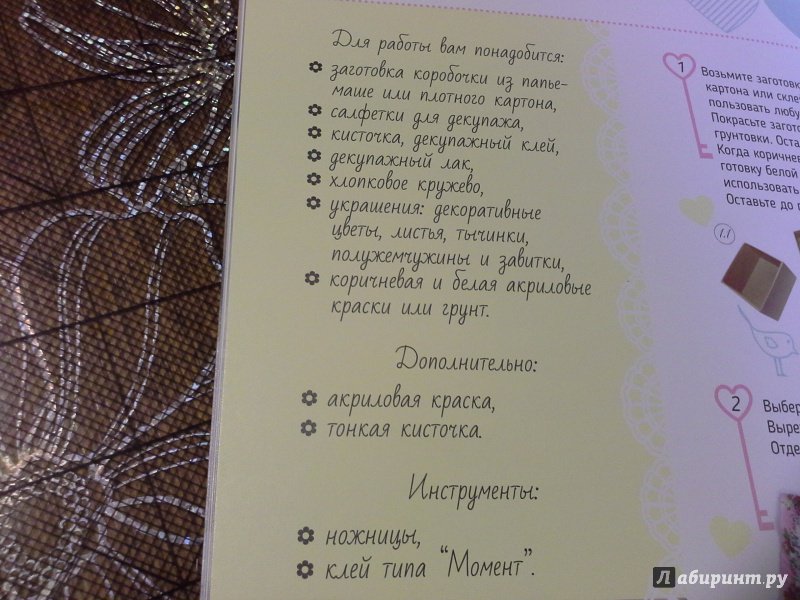 Для работы вам понадобится:
заготовка коробочки из папье-
маше или плотного картона,
салфетки для декупажа,
кисточка, декупажный клей,
декупажный лак,
хлопковое кружево,
украшения: декоративные
цветы, листья, тычинки,
полужемчужины и завитки,
коричневая и белая акриловые
краски или грунт.
Дополнительно:
акриловая краска,
тонкая кисточка.
Инструменты:
ножницы,
клей типа "Момент".
1
Возьмите заготовк
картона или скле
пользовать любу
Покрасьте загото
грунтовки. Оста
Когда коричнев
готовку белой
использовать
Оставьте до п
1.1
2
Выбер
Выре
Отде
Лабиринт.ру